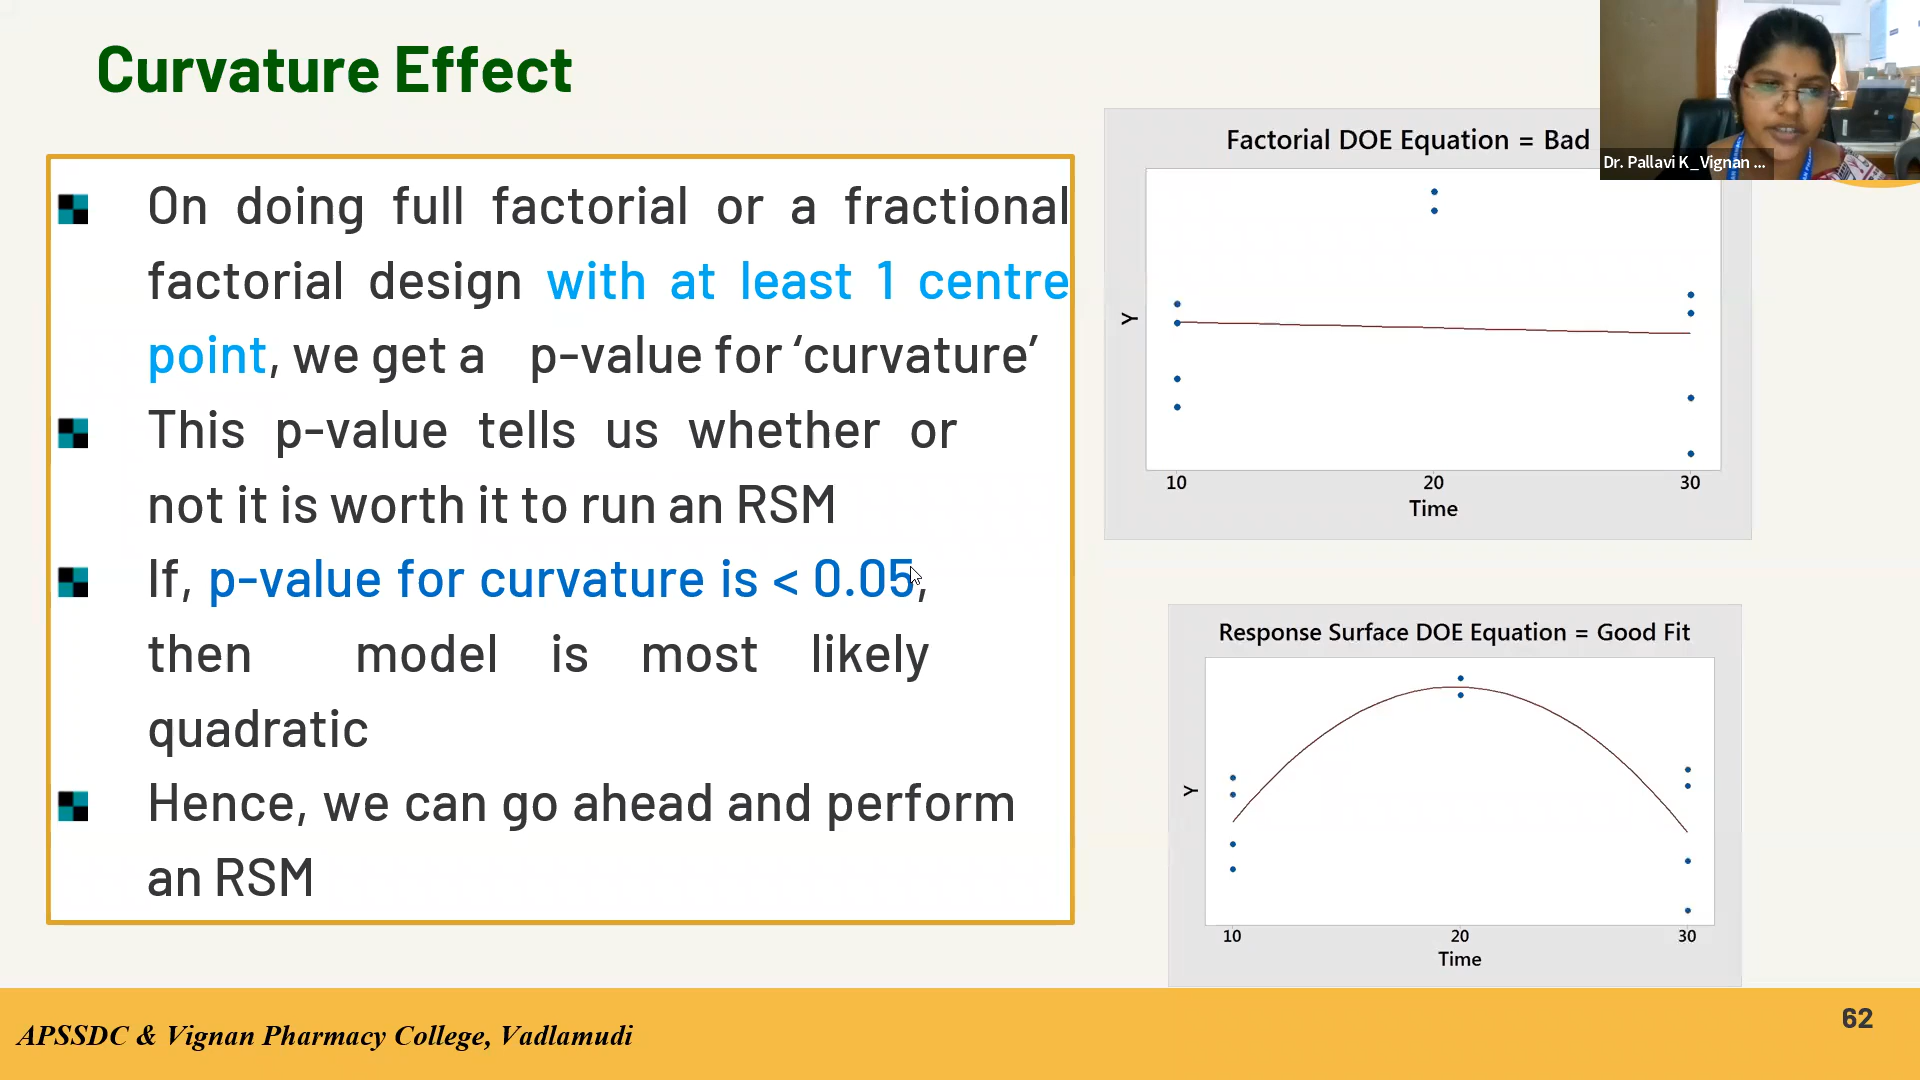 Curvature Effect
On doing full factorial or a fractional
factorial design with at least 1 centre
point, we get a p-value for ‘curvature’
This p-value tells us whether or
not it is worth it to run an RSM
If, p-value for curvature is < 0.05,
then model is most likely
quadratic
Hence, we can go ahead and perform
an RSM
Factorial DOE Equation = Bad
Y
10 20 30
Time
Response Surface DOE Equation = Good Fit
Y
10 20 30
Time
Dr. Pallavi K_Vignan ...
APSSDC & Vignan Pharmacy College, Vadlamudi
62